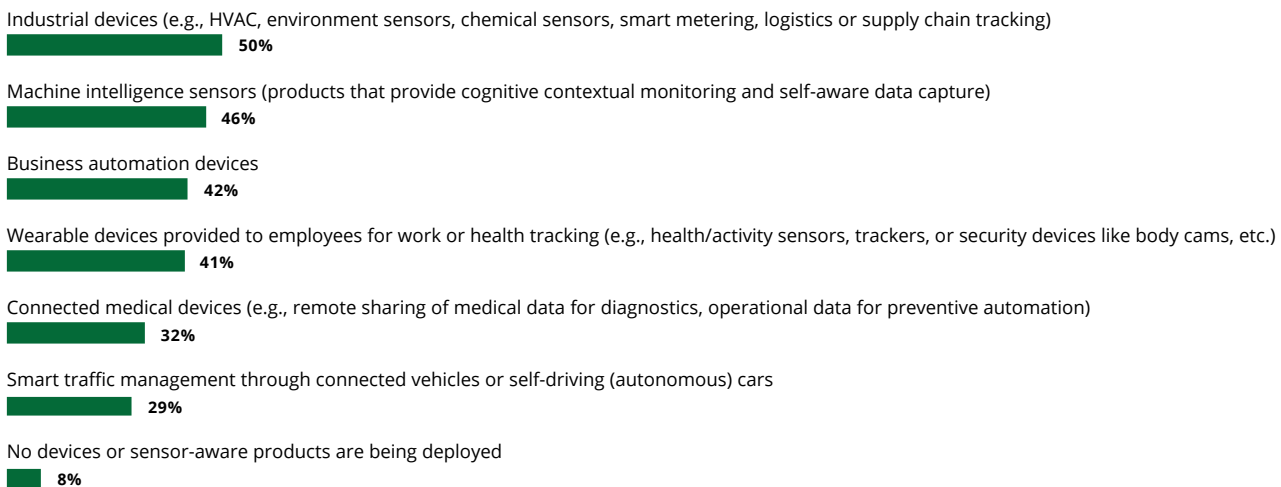 Industrial devices (e.g., HVAC, environment sensors, chemical sensors, smart metering, logistics or supply chain tracking)
50%
Machine intelligence sensors (products that provide cognitive contextual monitoring and self-aware data capture)
46%
Business automation devices
42%
Wearable devices provided to employees for work or health tracking (e.g., health/activity sensors, trackers, or security devices like body cams, etc.)
41%
Connected medical devices (e.g., remote sharing of medical data for diagnostics, operational data for preventive automation)
32%
Smart traffic management through connected vehicles or self-driving (autonomous) cars
29%
No devices or sensor-aware products are being deployed
8%